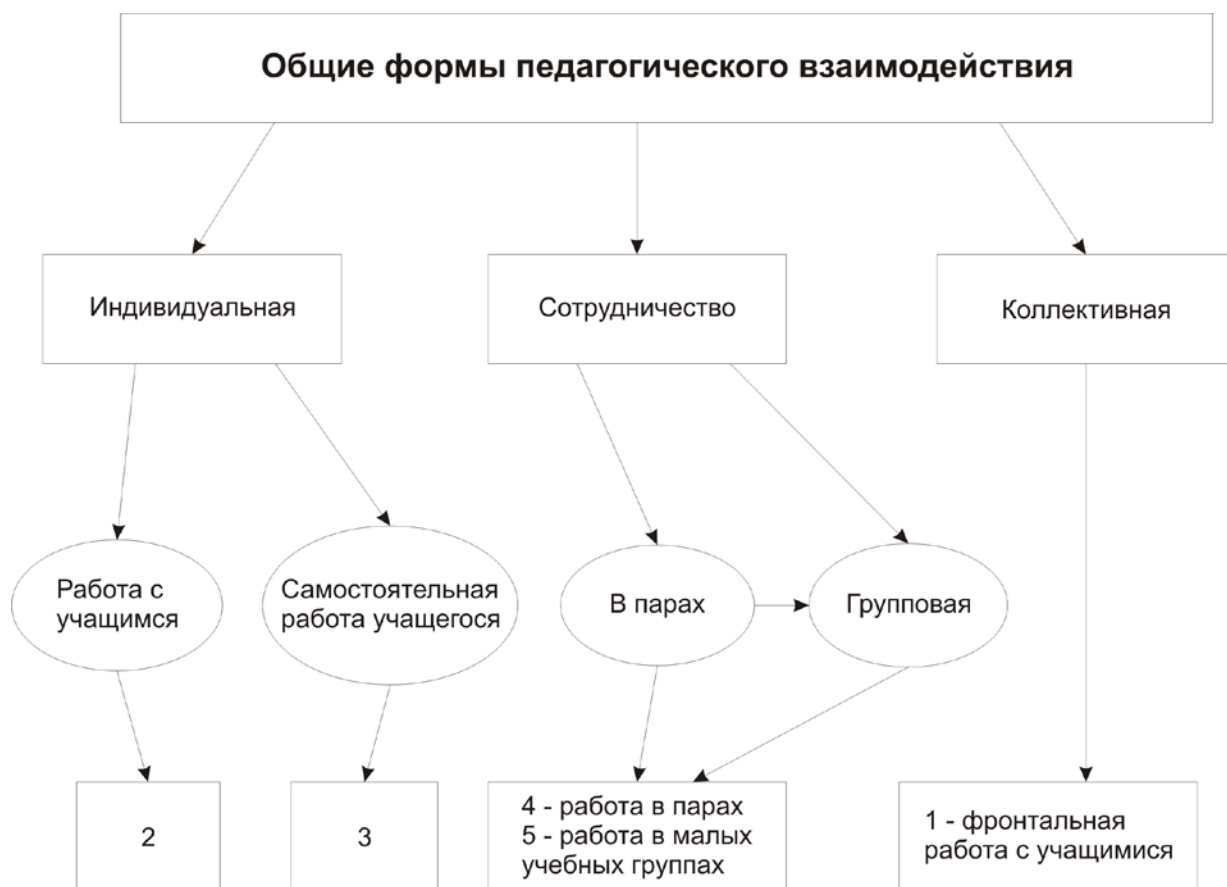 Общие формы педагогического взаимодействия
Индивидуальная
Сотрудничество
Коллективная
Работа с
учащимся
Самостоятельная
работа учащегося
В парах
Групповая
2
3
4 - работа в парах
5 - работа в малых
учебных группах
1 - фронтальная
работа с учащимися